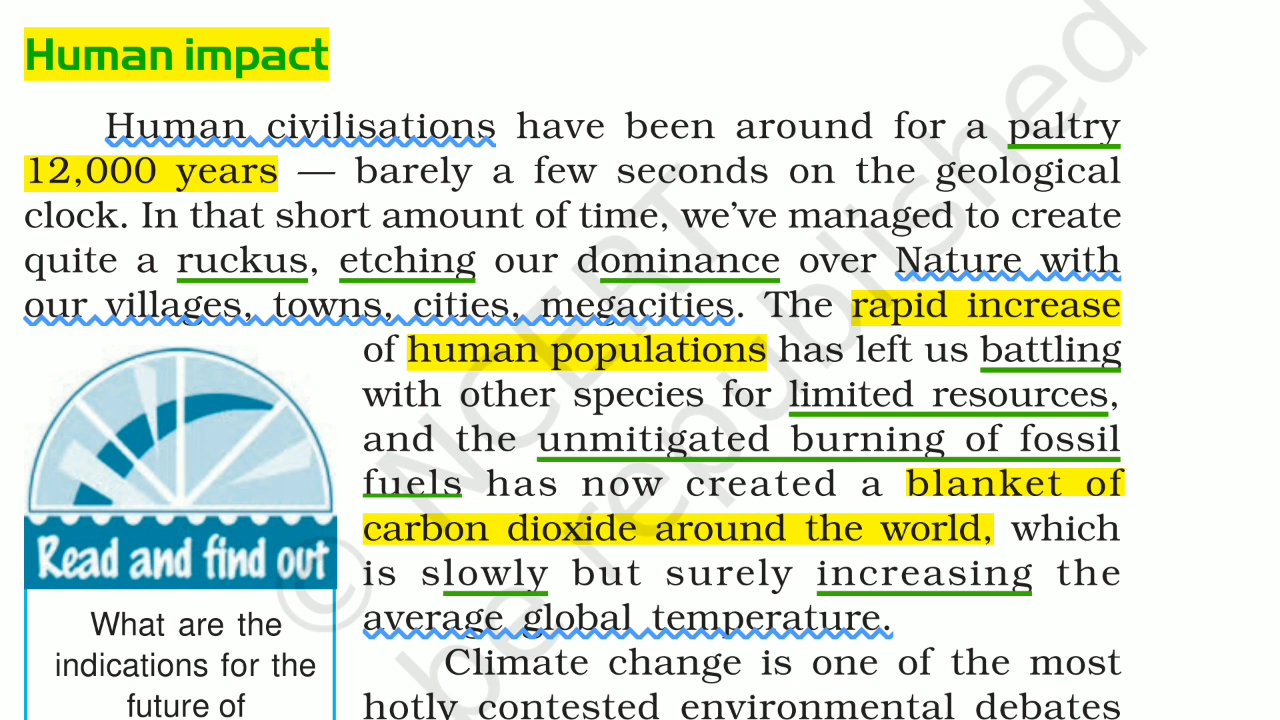 Human impact
Human civilisations have been around for a paltry
12,000 years — barely a few seconds on the geological
clock. In that short amount of time, we've managed to create
quite a ruckus, etching our dominance over Nature with
our villages, towns, cities, megacities. The rapid increase
of human populations has left us battling
with other species for limited resources,
and the unmitigated burning of fossil
fuels has now created a blanket of
carbon dioxide around the world, which
is slowly but surely increasing the
average global temperature.
Climate change is one of the most
hotly contested environmental debates
Read and find out
What are the
indications for the
future of
© NCERT
be republished